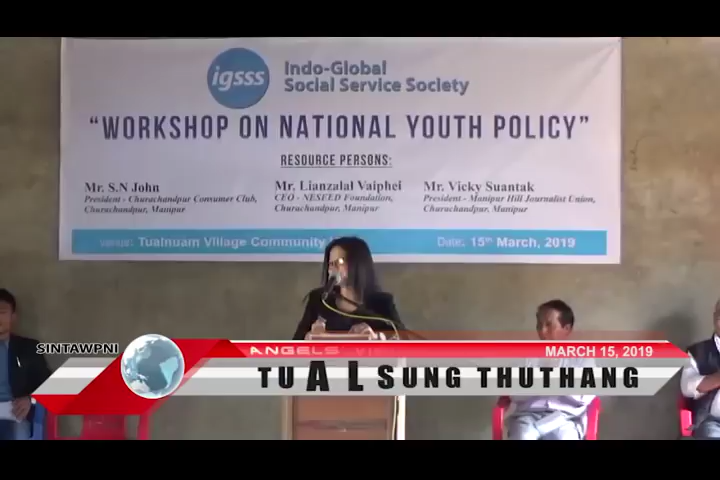 igsss
Indo-Global
Social Service Society
“WORKSHOP ON NATIONAL YOUTH POLICY”
RESOURCE PERSONS:
Mr. S.N John
President - Churachandpur Consumer Club,
Churachandpur, Manipur
Mr. Lianzalal Vaiphei
CEO - NESEED Foundation,
Churachandpur, Manipur
Mr. Vicky Suantak
President - Manipur Hill Journalist Union,
Churachandpur, Manipur
Venue: Tualnuam Village Community
Date: 15th March, 2019
SINTAWPNI
ANGELS'
MARCH 15, 2019
TUALSUNG THUTHANG